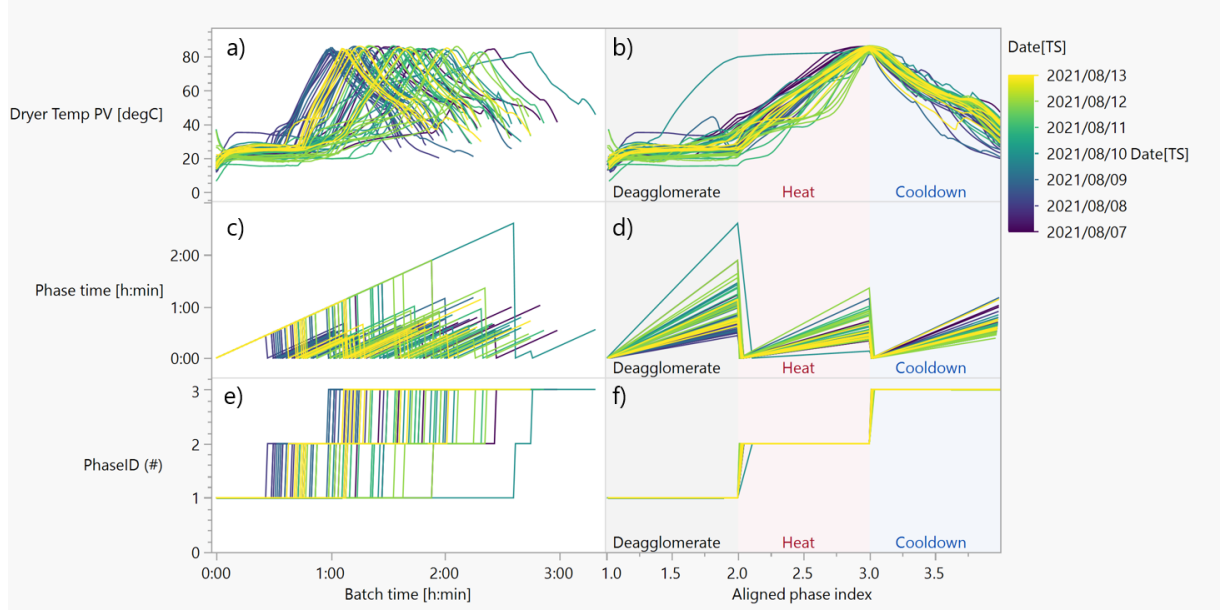 a)
b)
Date[TS]
80
60
40
20
0
Dryer Temp PV [degC]
Deagglomerate
Heat
Cooldown
2021/08/13
2021/08/12
2021/08/11
2021/08/10
2021/08/09
2021/08/08
2021/08/07
Date[TS]
c)
d)
2:00
1:00
0:00
Phase time [h:min]
Deagglomerate
Heat
Cooldown
e)
f)
3
2
1
0
PhaseID (#)
Deagglomerate
Heat
Cooldown
0:00
1:00
2:00
3:00
1.0
1.5
2.0
2.5
3.0
3.5
Batch time [h:min]
Aligned phase index